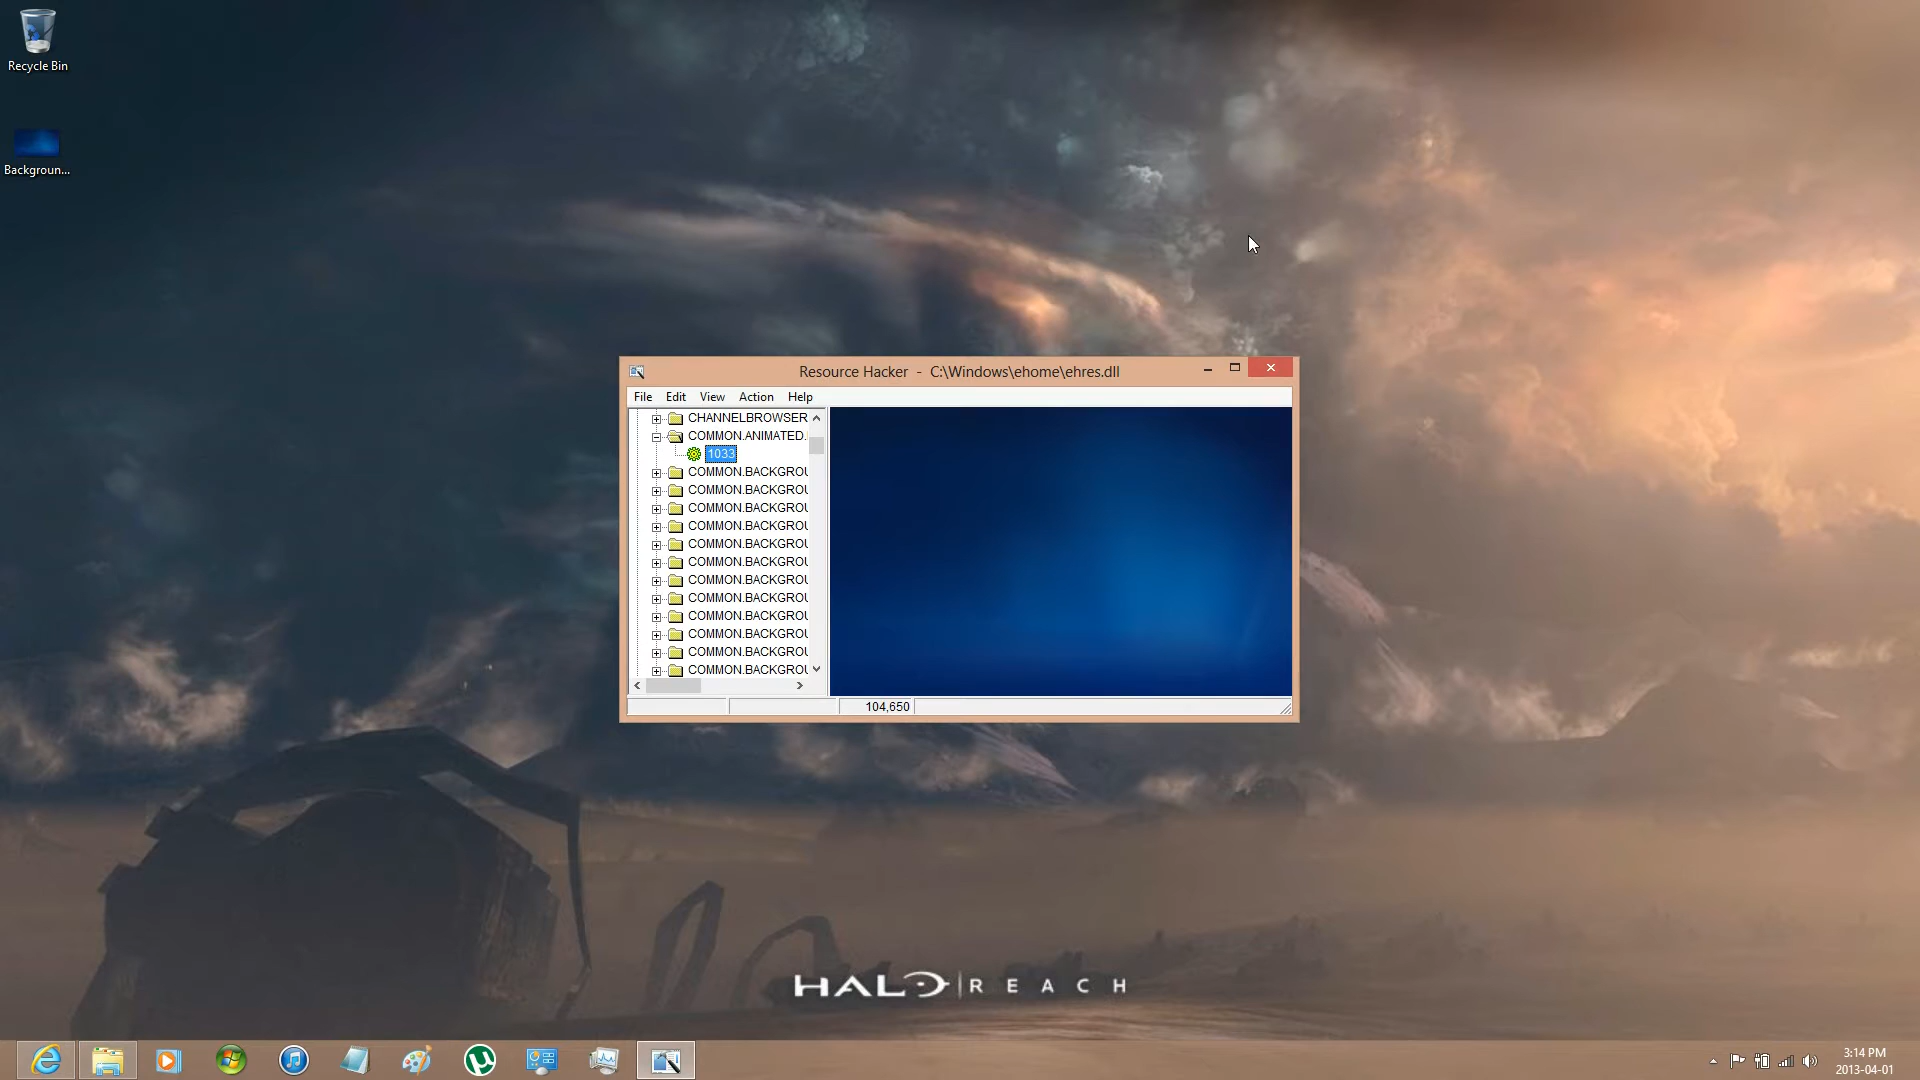 Recycle Bin
Backgroun...
Resource Hacker - C:\Windows\ehome\ehres.dll
File Edit View Action Help
CHANNELBROWSER
COMMON.ANIMATED.
1033
COMMON.BACKGROU
COMMON.BACKGROU
COMMON.BACKGROU
COMMON.BACKGROU
COMMON.BACKGROU
COMMON.BACKGROU
COMMON.BACKGROU
COMMON.BACKGROU
COMMON.BACKGROU
COMMON.BACKGROU
COMMON.BACKGROU
COMMON.BACKGROU
104,650
HALO | REACH
3:14 PM
2013-04-01